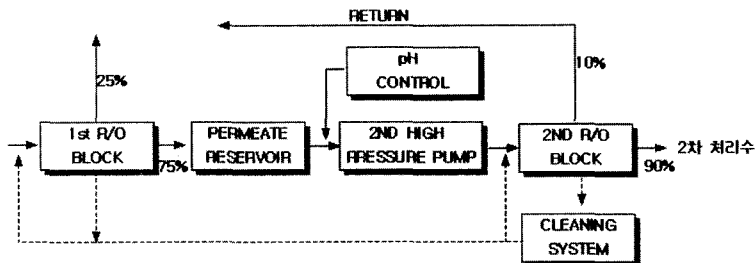 RETURN
25%
pH
CONTROL
10%
1st R/O
BLOCK
75%
PERMEATE
RESERVOIR
2ND HIGH
PRESSURE PUMP
2ND R/O
BLOCK
90%
2차 처리수
CLEANING
SYSTEM